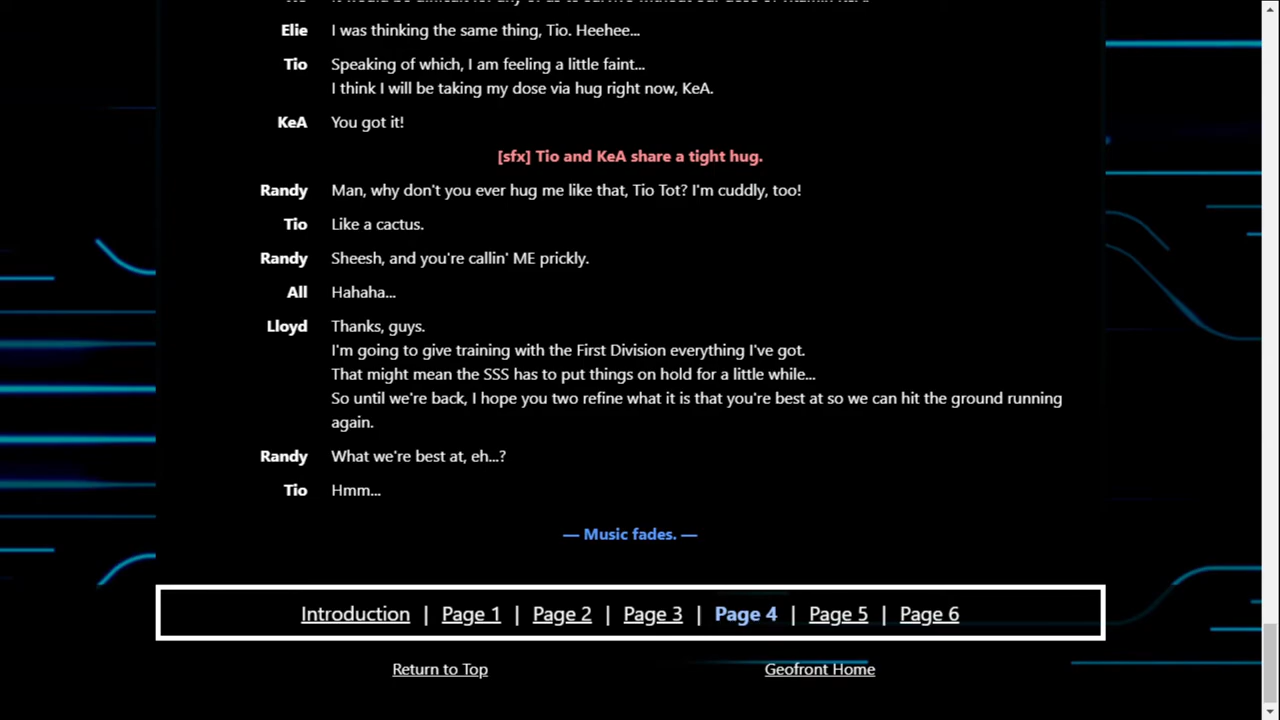 Elie I was thinking the same thing, Tio. Heehee...
Tio Speaking of which, I am feeling a little faint...
I think I will be taking my dose via hug right now, KeA.
KeA You got it!
[sfx] Tio and KeA share a tight hug.
Randy Man, why don't you ever hug me like that, Tio Tot? I'm cuddly, too!
Tio Like a cactus.
Randy Sheesh, and you're callin' ME prickly.
All Hahaha...
Lloyd Thanks, guys.
I'm going to give training with the First Division everything I've got.
That might mean the SSS has to put things on hold for a little while...
So until we're back, I hope you two refine what it is that you're best at so we can hit the ground running
again.
Randy What we're best at, eh...?
Tio Hmm...
— Music fades. —
Introduction | Page 1 | Page 2 | Page 3 | Page 4 | Page 5 | Page 6
Return to Top Geofront Home